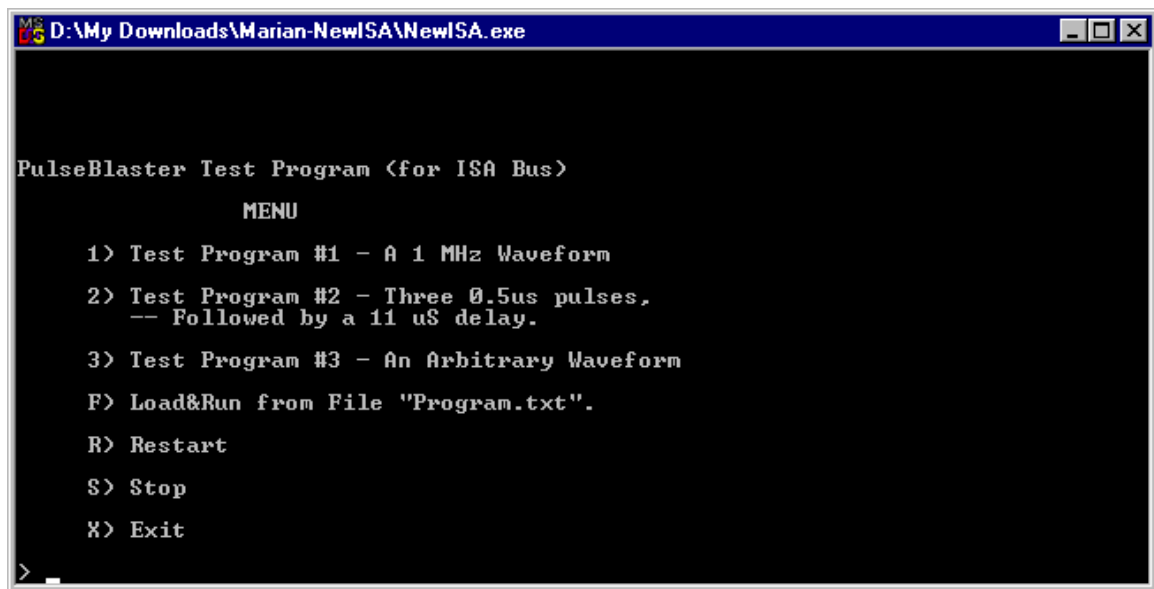 D:\My Downloads\Marian-NewISA\NewISA.exe
PulseBlaster Test Program (for ISA Bus)
MENU
1) Test Program #1 - A 1 MHz Waveform
2) Test Program #2 - Three 0.5us pulses,
-- Followed by a 11 uS delay.
3) Test Program #3 - An Arbitrary Waveform
F) Load&Run from File "Program.txt".
R) Restart
S) Stop
X) Exit
> _